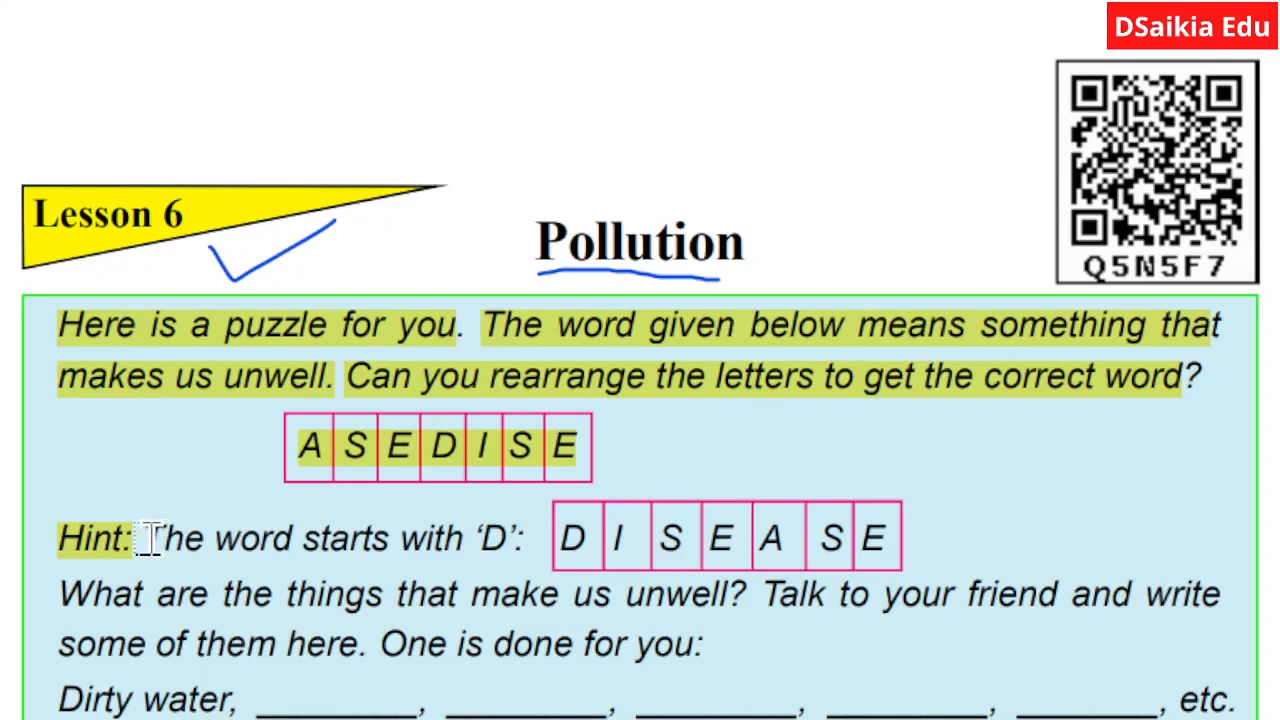 DSaikia Edu
Q5N5F7
Lesson 6
Pollution
Here is a puzzle for you. The word given below means something that
makes us unwell. Can you rearrange the letters to get the correct word?
A S E D I S E
Hint: The word starts with ‘D’: D I S E A S E
What are the things that make us unwell? Talk to your friend and write
some of them here. One is done for you:
Dirty water, ________, ________, ________, ________, _______, etc.